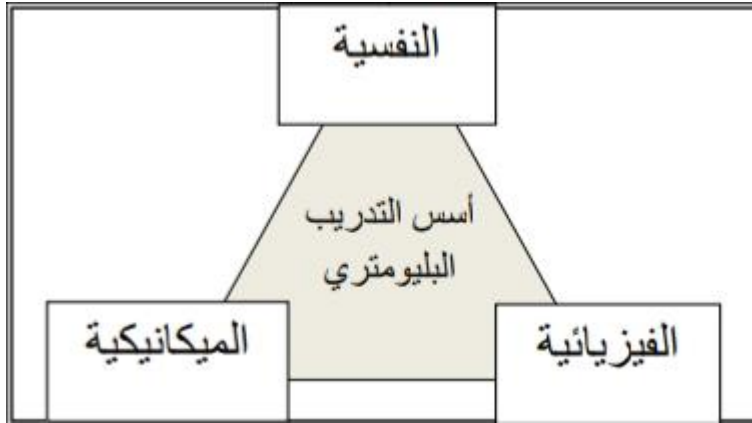 النفسية
أسس التدريب
البليومتري
الفيزيائية
الميكانيكية